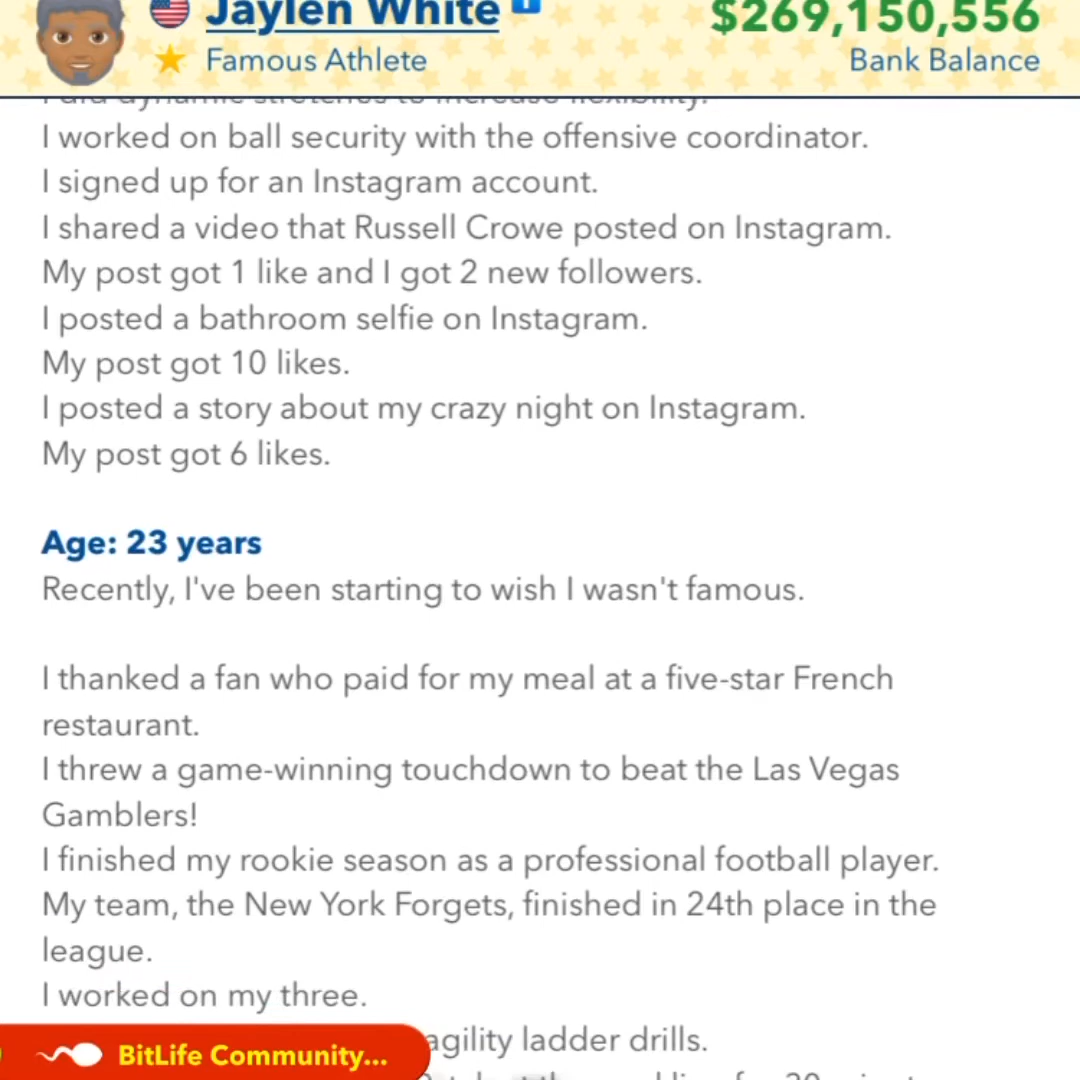 Jaylen White
$269,150,556
Famous Athlete
Bank Balance
I did dynamic stretches to increase flexibility.
I worked on ball security with the offensive coordinator.
I signed up for an Instagram account.
I shared a video that Russell Crowe posted on Instagram.
My post got 1 like and I got 2 new followers.
I posted a bathroom selfie on Instagram.
My post got 10 likes.
I posted a story about my crazy night on Instagram.
My post got 6 likes.
Age: 23 years
Recently, I've been starting to wish I wasn't famous.
I thanked a fan who paid for my meal at a five-star French
restaurant.
I threw a game-winning touchdown to beat the Las Vegas
Gamblers!
I finished my rookie season as a professional football player.
My team, the New York Forgets, finished in 24th place in the
league.
I worked on my three.
agility ladder drills.
BitLife Community...